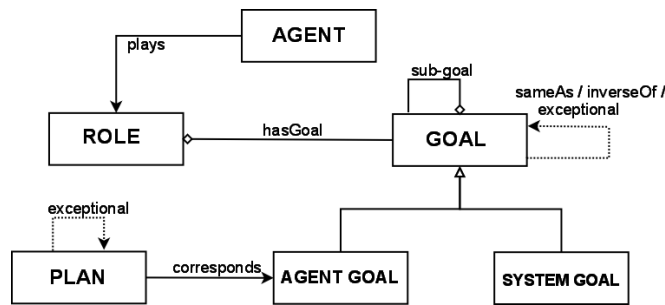 AGENT
plays
sub-goal
sameAs / inverseOf /
exceptional
ROLE
hasGoal
GOAL
exceptional
PLAN
corresponds
AGENT GOAL
SYSTEM GOAL